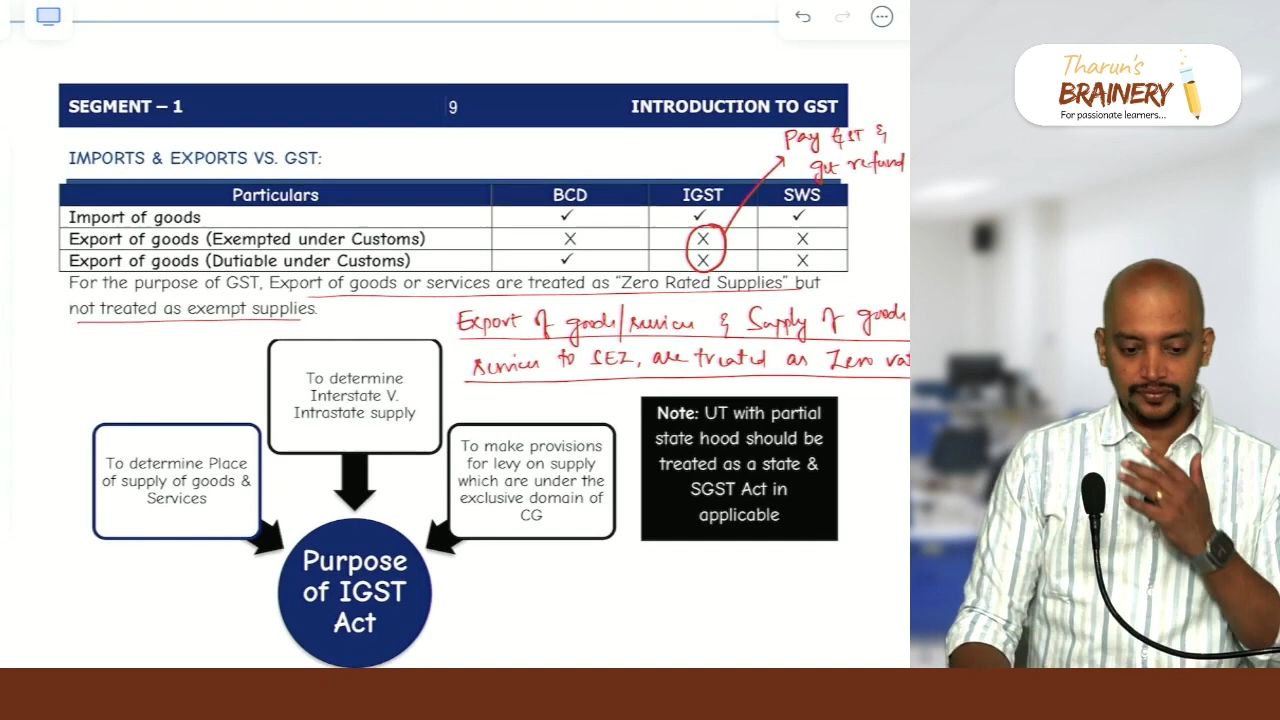 Tharun's
BRAINERY
For passionate learners...
SEGMENT – 1 9 INTRODUCTION TO GST
Pay GST &
get refund
IMPORTS & EXPORTS VS. GST:
Particulars BCD IGST SWS
Import of goods ✓ ✓ ✓
Export of goods (Exempted under Customs) X X X
Export of goods (Dutiable under Customs) ✓ X X
For the purpose of GST, Export of goods or services are treated as “Zero Rated Supplies” but
not treated as exempt supplies.
Export of goods/services & Supply of goods
services to SEZ, are treated as Zero
To determine
Interstate V.
Intrastate supply
To determine Place
of supply of goods &
Services
To make provisions
for levy on supply
which are under the
exclusive domain of
CG
Note: UT with partial
state hood should be
treated as a state &
SGST Act in
applicable
Purpose
of IGST
Act